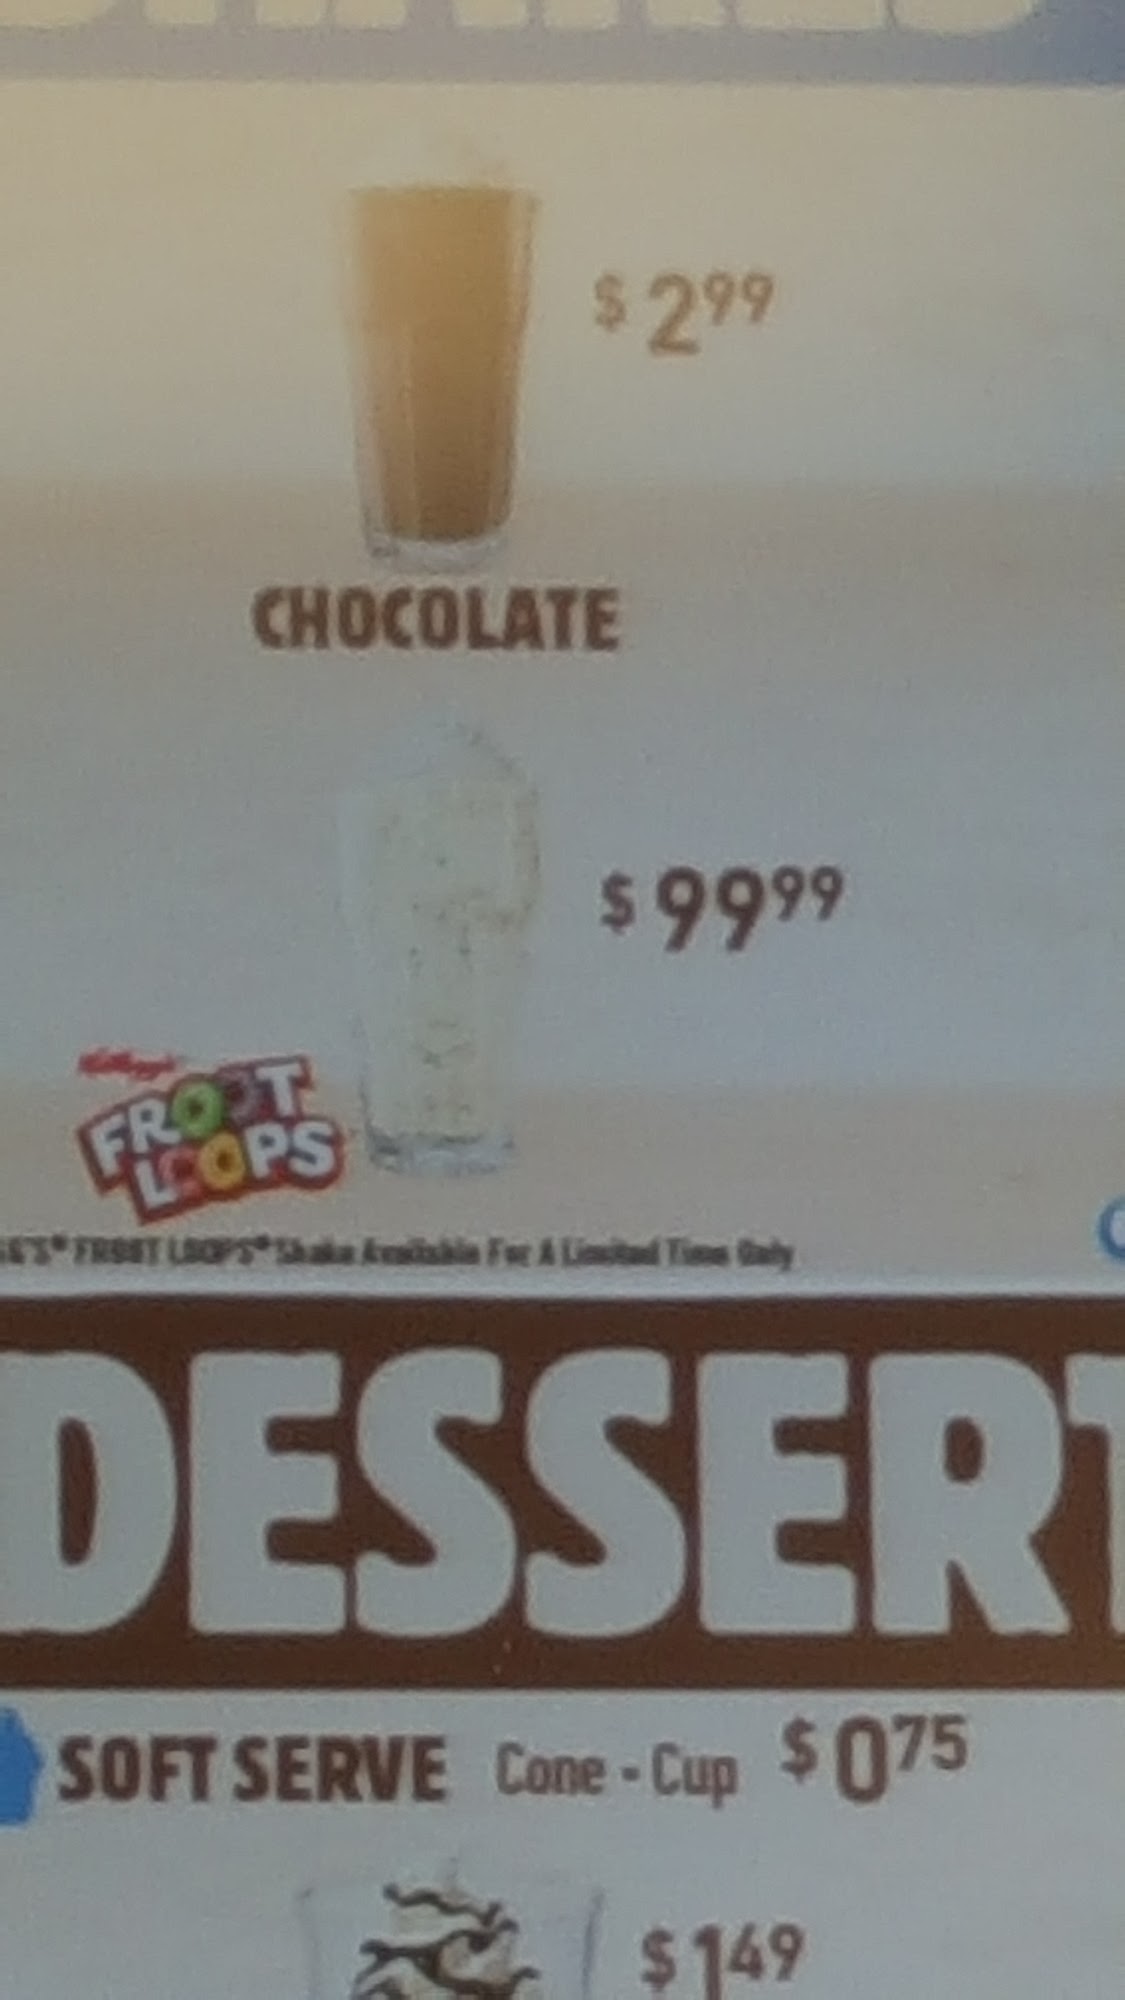 $2.99
CHOCOLATE
$99.99
Kellogg's
FROOT
LOOPS
FROOT LOOPS® Shake Available For A Limited Time Only
DESSERT
SOFT SERVE Cone - Cup $0.75
$1.49